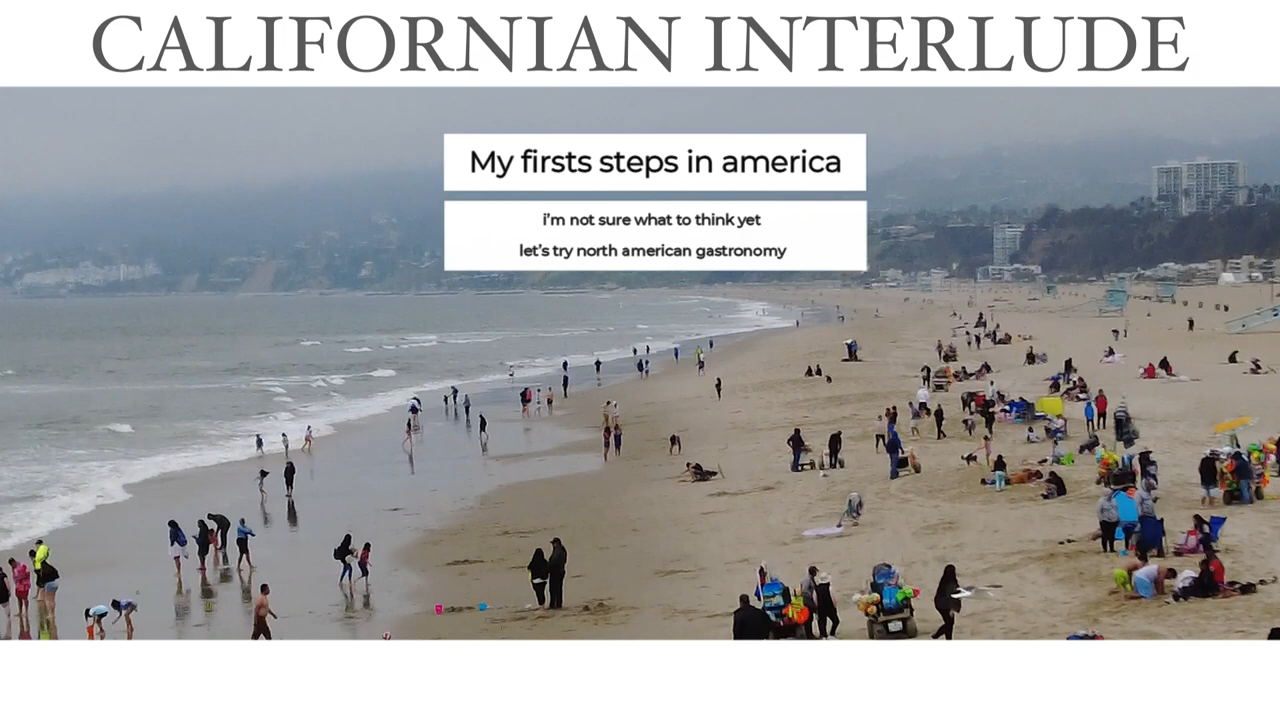 CALIFORNIAN INTERLUDE
My firsts steps in america
i'm not sure what to think yet
let's try north american gastronomy